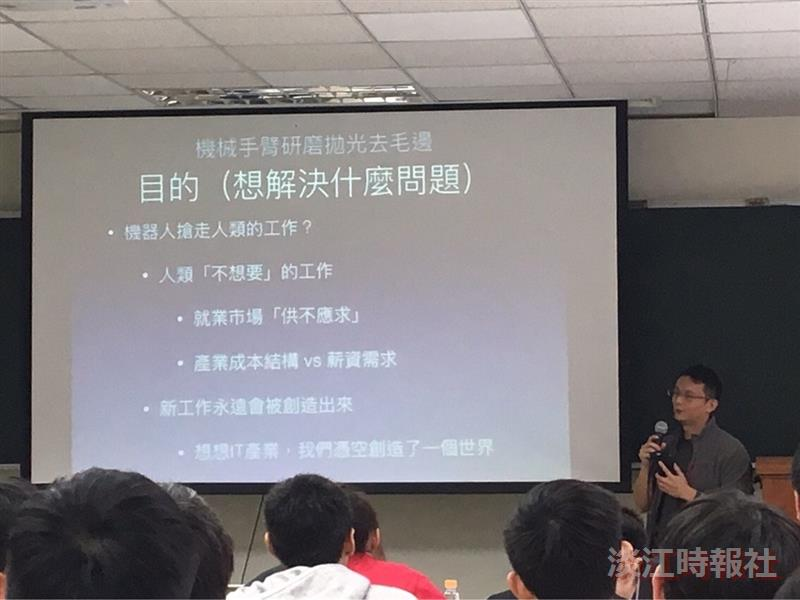 機械手臂研磨拋光去毛邊
目的（想解決什麼問題）
• 機器人搶走人類的工作？
• 人類「不想要」的工作
• 就業市場「供不應求」
• 產業成本結構 vs 薪資需求
• 新工作永遠會被創造出來
• 想想IT產業，我們憑空創造了一個世界
淡江時報社